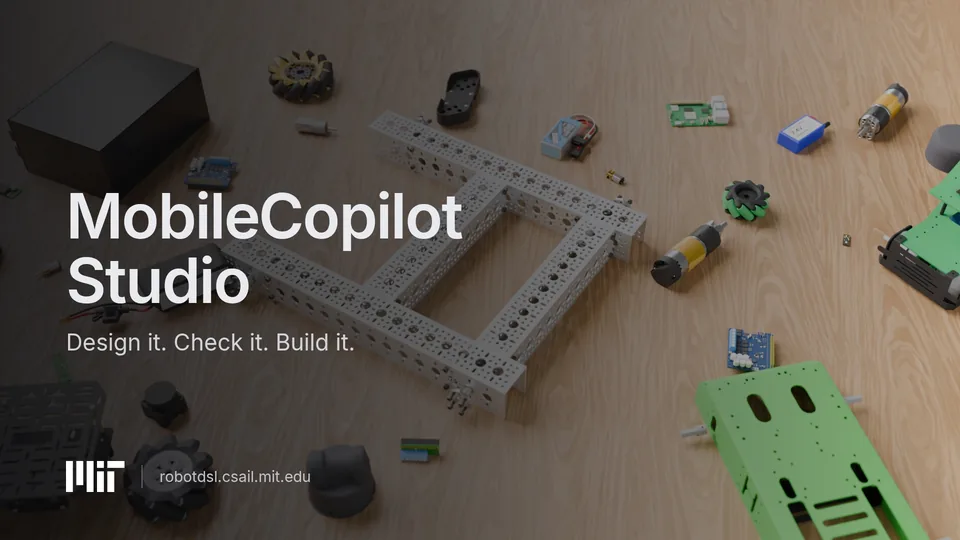 MobileCopilot
Studio
Design it. Check it. Build it.
MIT
robotdsl.csail.mit.edu